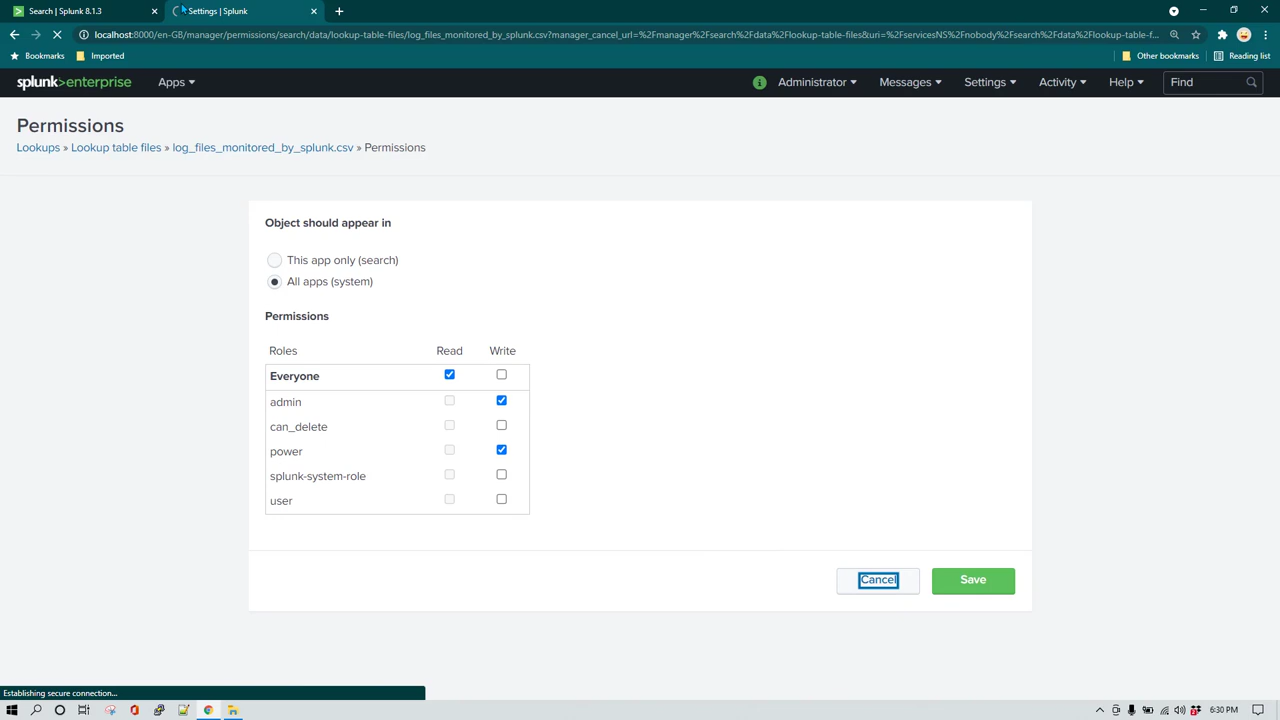 Search | Splunk 8.1.3
Settings | Splunk
localhost:8000/en-GB/manager/permissions/search/data/lookup-table-files/log_files_monitored_by_splunk.csv?manager_cancel_url=%2Fmanager%2Fsearch%2Fdata%2Flookup-table-files&uri=%2FservicesNS%2Fnobody%2Fsearch%2Fdata%2Flookup-table-f...
Bookmarks
Imported
Other bookmarks
Reading list
splunk>enterprise
Apps
Administrator
Messages
Settings
Activity
Help
Find
Permissions
Lookups » Lookup table files » log_files_monitored_by_splunk.csv » Permissions
Object should appear in
This app only (search)
All apps (system)
Permissions
Roles Read Write
Everyone
admin
can_delete
power
splunk-system-role
user
Cancel
Save
Establishing secure connection...
6:30 PM